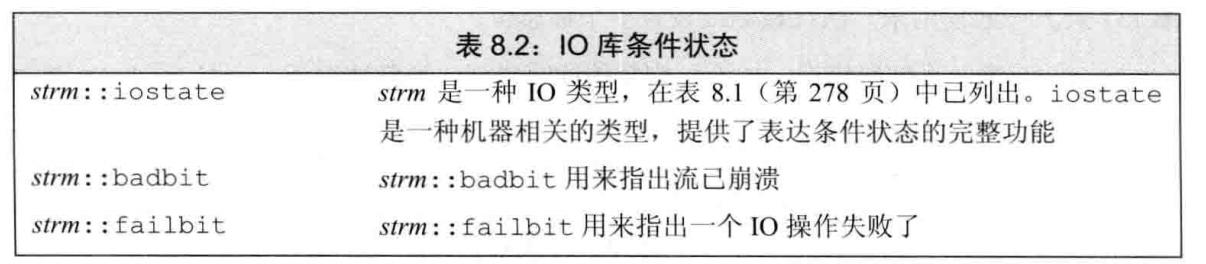 表 8.2：IO 库条件状态
strm::iostate strm 是一种 IO 类型，在表 8.1（第 278 页）中已列出。iostate
是一种机器相关的类型，提供了表达条件状态的完整功能
strm::badbit strm::badbit 用来指出流已崩溃
strm::failbit strm::failbit 用来指出一个 IO 操作失败了